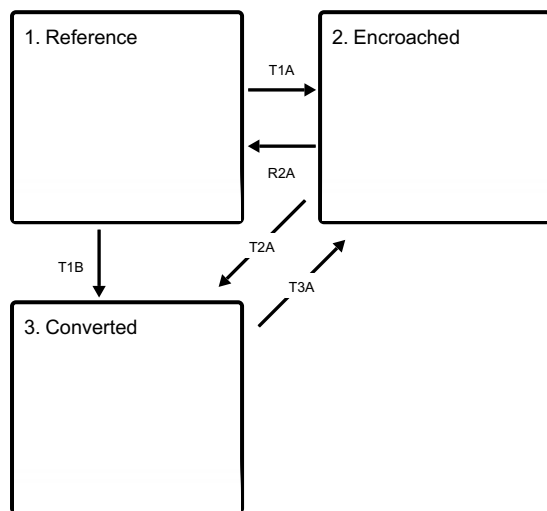 1. Reference
2. Encroached
T1A
R2A
T1B
T2A
T3A
3. Converted